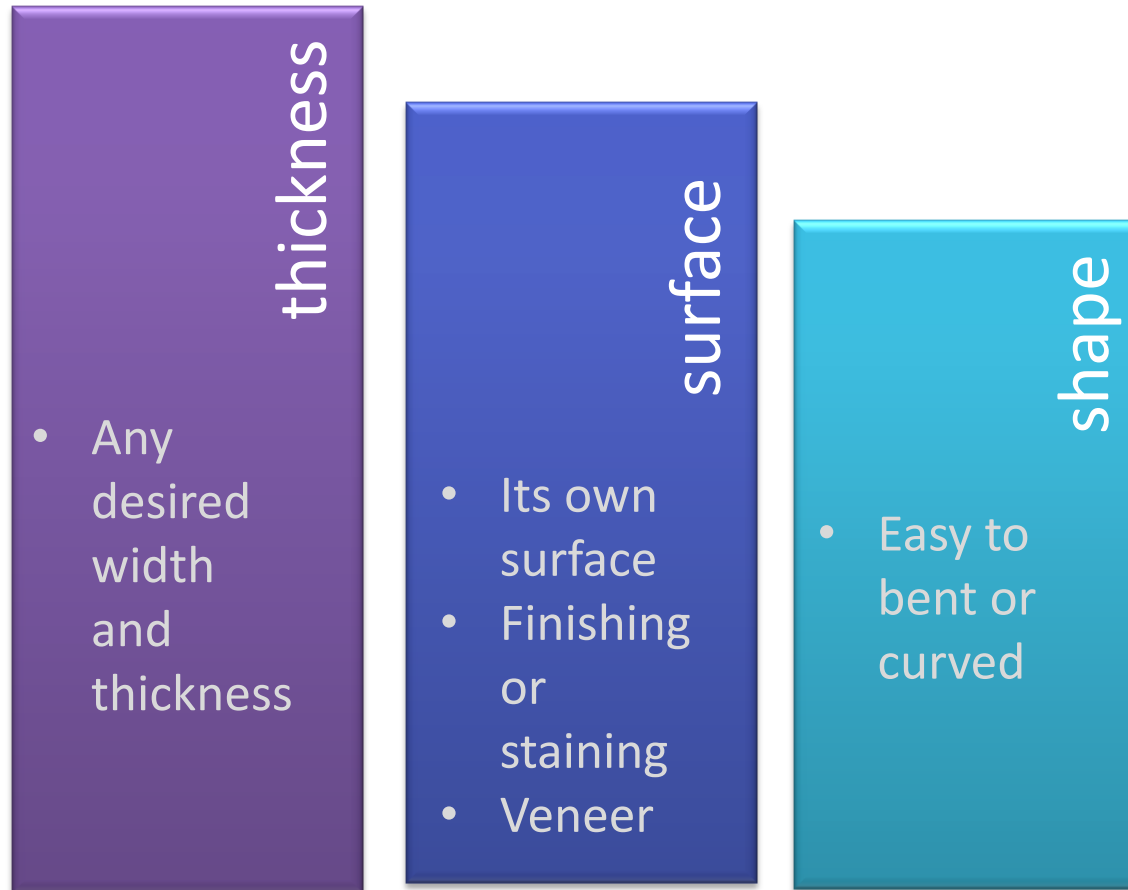 thickness
• Any
desired
width
and
thickness
surface
• Its own
surface
• Finishing
or
staining
• Veneer
shape
• Easy to
bent or
curved